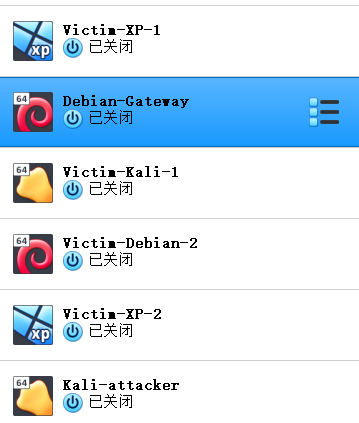 Victim-XP-1
xp
已关闭
64
Debian-Gateway
已关闭
64
Victim-Kali-1
已关闭
64
Victim-Debian-2
已关闭
Victim-XP-2
xp
已关闭
64
Kali-attacker
已关闭